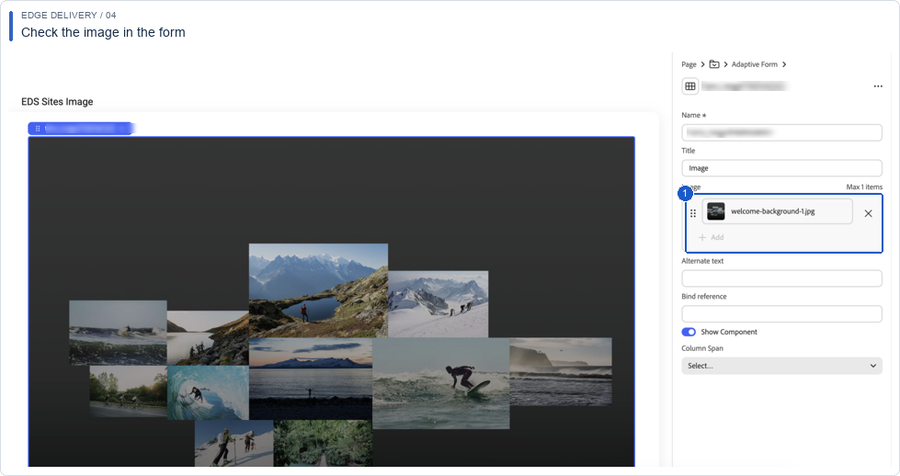 EDGE DELIVERY / 04
Check the image in the form
Page > > Adaptive Form >
EDS Sites Image
Name *
Title
Image
Max 1 items
1
welcome-background-1.jpg
+ Add
Alternate text
Bind reference
Show Component
Column Span
Select...